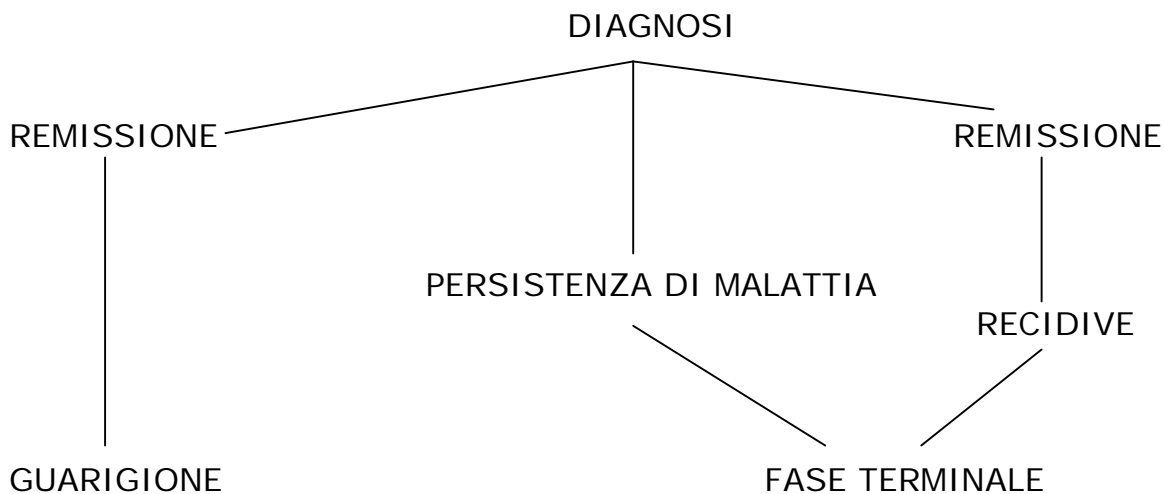 DIAGNOSI
REMISSIONE
REMISSIONE
PERSISTENZA DI MALATTIA
RECIDIVE
GUARIGIONE
FASE TERMINALE